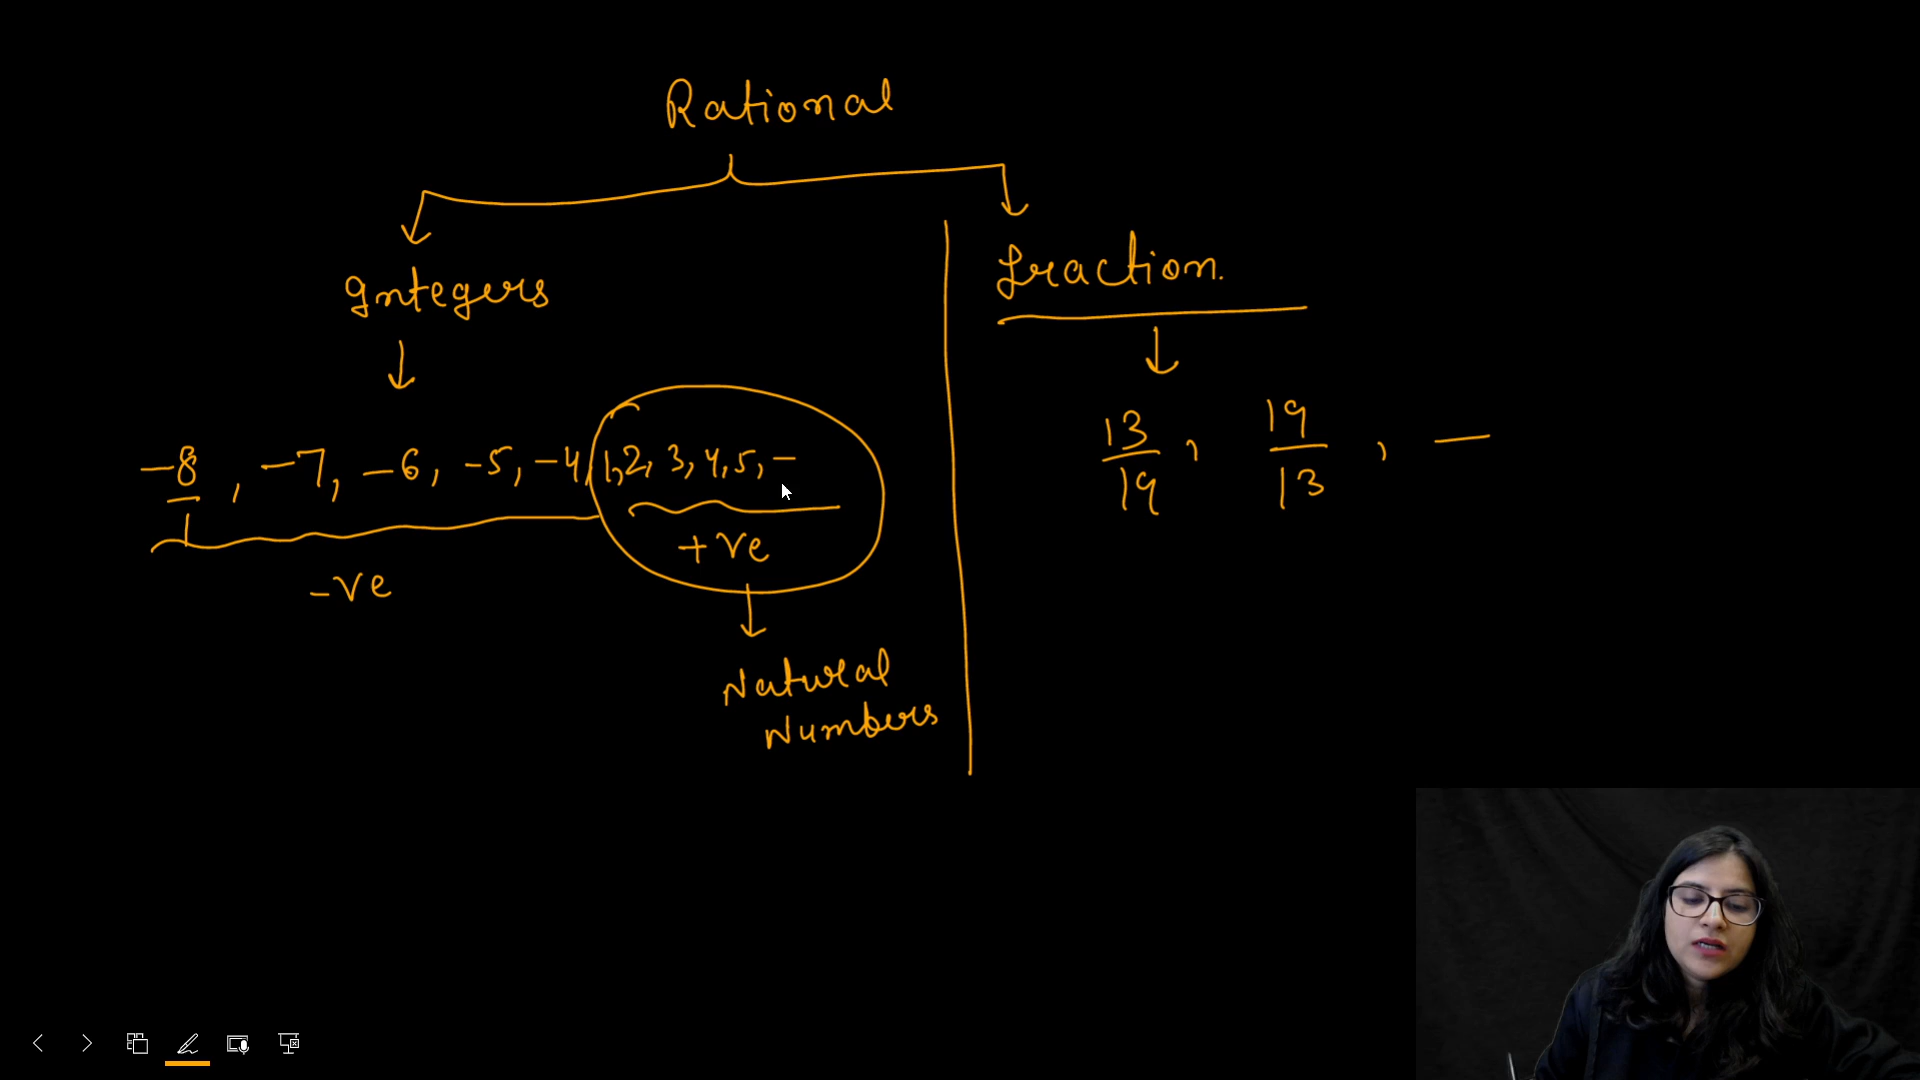 Rational
Integers
fraction.
-8, -7, -6, -5, -4, 1, 2, 3, 4, 5, -
13/19, 19/13, —
+ve
-ve
Natural
Numbers